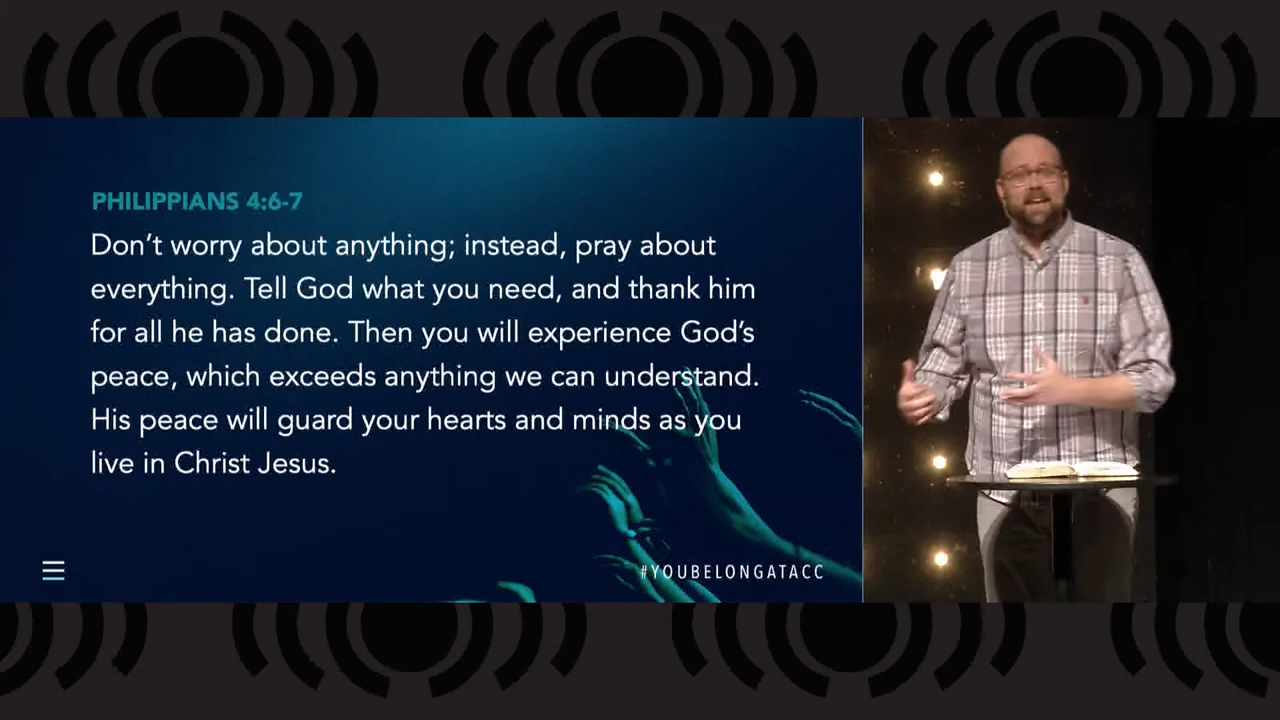 PHILIPPIANS 4:6-7
Don’t worry about anything; instead, pray about
everything. Tell God what you need, and thank him
for all he has done. Then you will experience God’s
peace, which exceeds anything we can understand.
His peace will guard your hearts and minds as you
live in Christ Jesus.
#YOUBELONGATACC